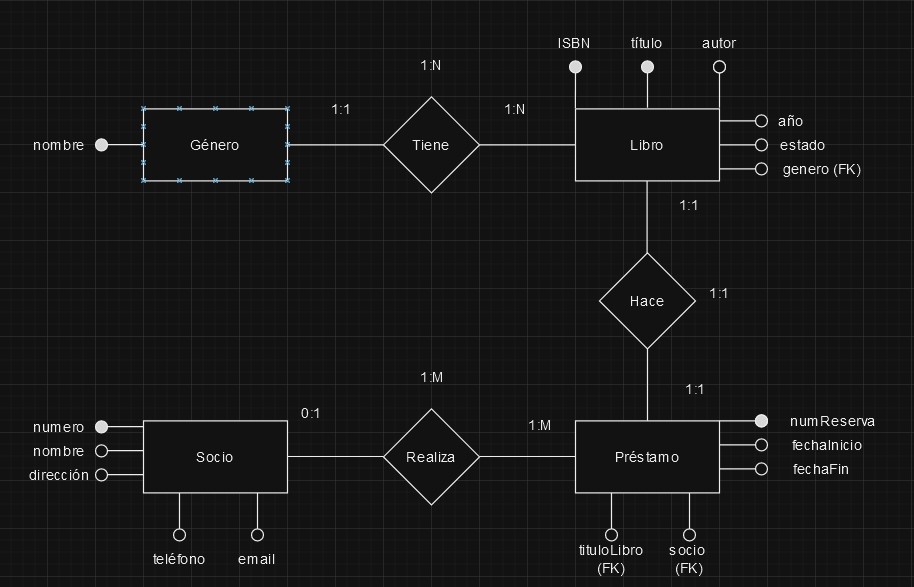 ISBN título autor
1:N
1:1 1:N
nombre Género Tiene Libro
año
estado
genero (FK)
1:1
Hace 1:1
1:1
1:M
0:1 1:M
numero
nombre
dirección
Socio Realiza Préstamo
numReserva
fechaInicio
fechaFin
teléfono email
tituloLibro
(FK)
socio
(FK)